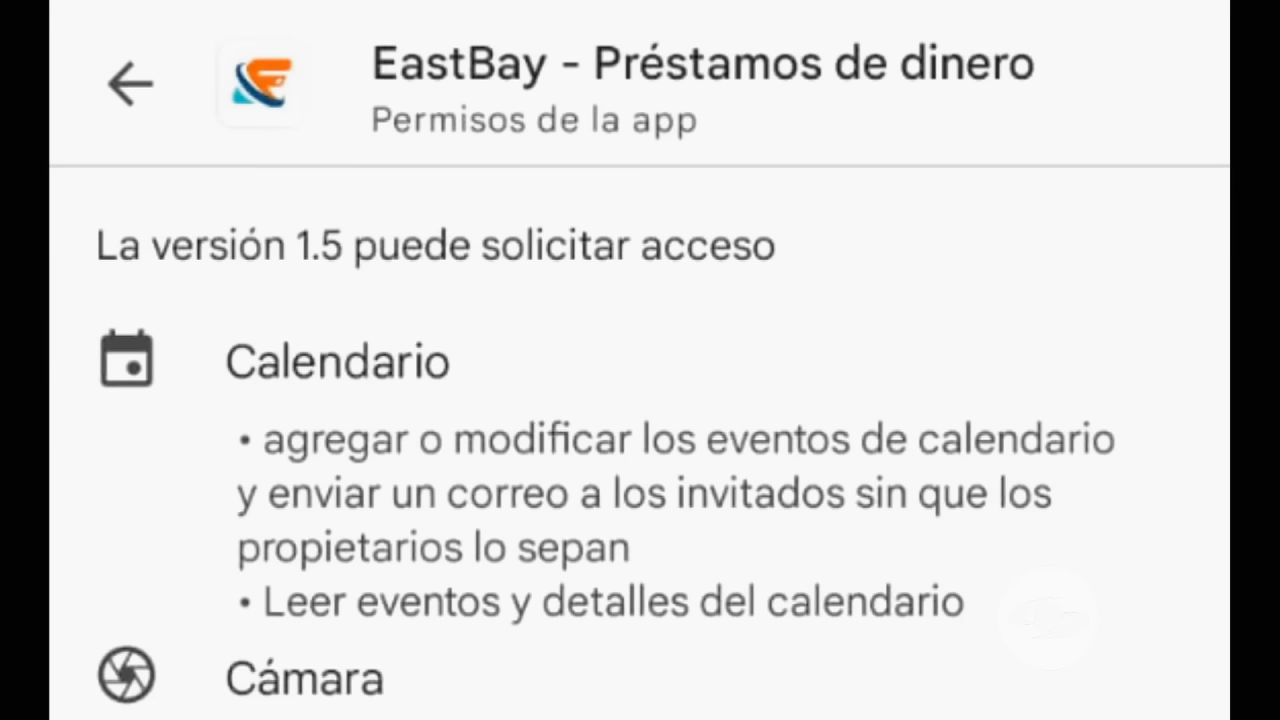 EastBay - Préstamos de dinero
Permisos de la app
La versión 1.5 puede solicitar acceso
Calendario
• agregar o modificar los eventos de calendario
y enviar un correo a los invitados sin que los
propietarios lo sepan
• Leer eventos y detalles del calendario
Cámara